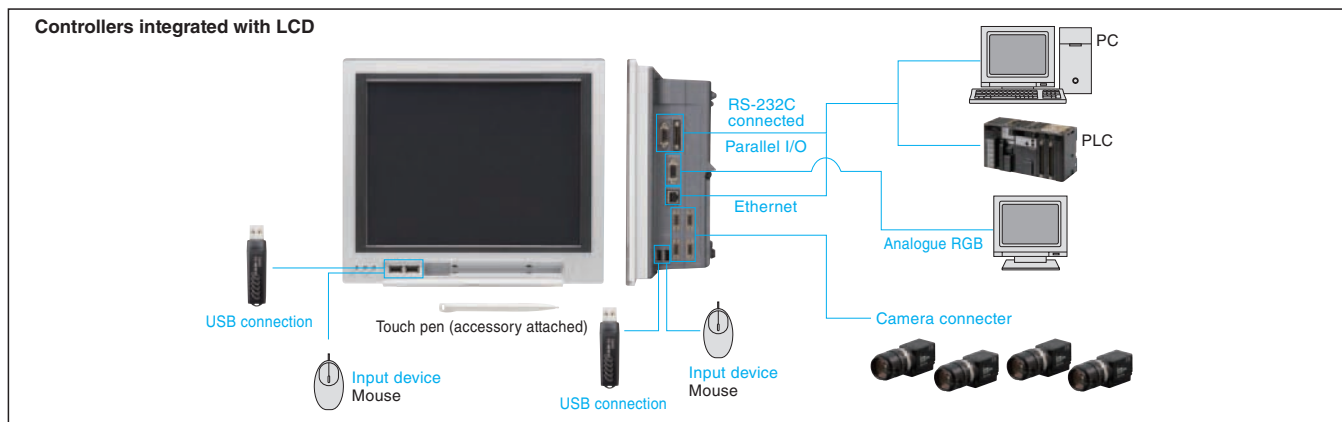 Controllers integrated with LCD
PC
RS-232C
connected
Parallel I/O
PLC
Ethernet
Analogue RGB
USB connection
Touch pen (accessory attached)
Camera connecter
Input device
Mouse
Input device
Mouse
USB connection